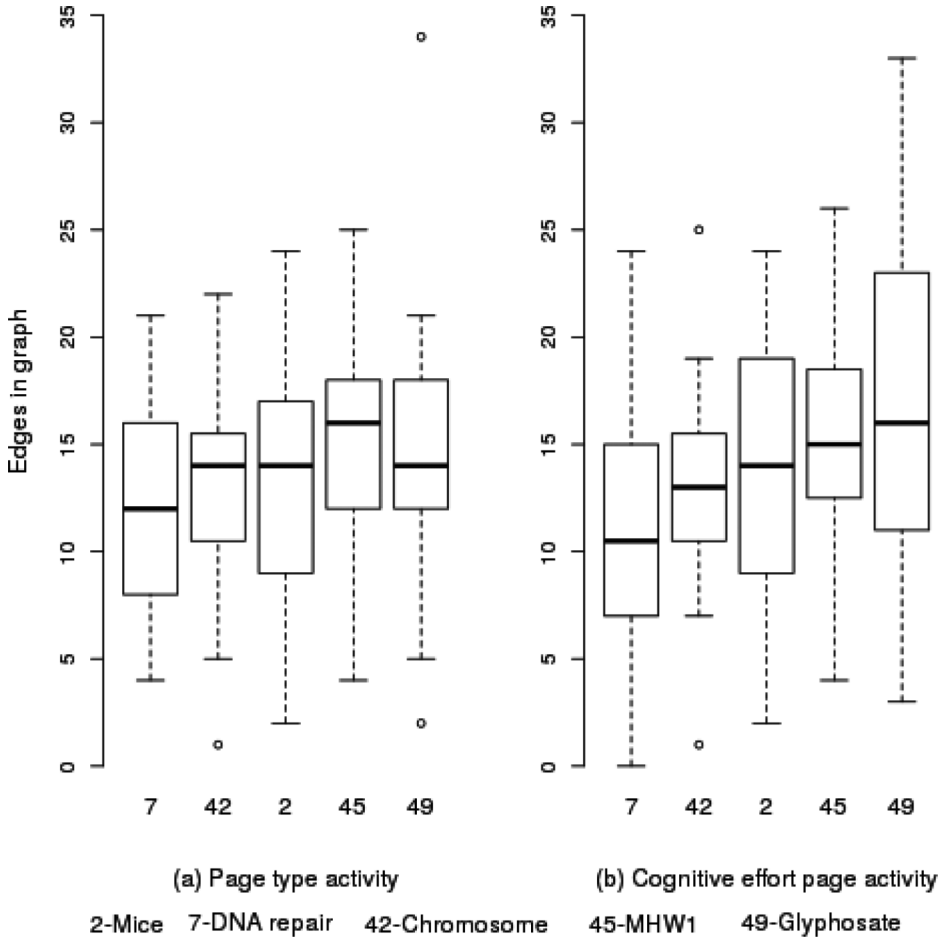 Edges in graph
35 30 25 20 15 10 5 0
35 30 25 20 15 10 5 0
7 42 2 45 49
7 42 2 45 49
(a) Page type activity
(b) Cognitive effort page activity
2-Mice 7-DNA repair 42-Chromosome 45-MHW1 49-Glyphosate